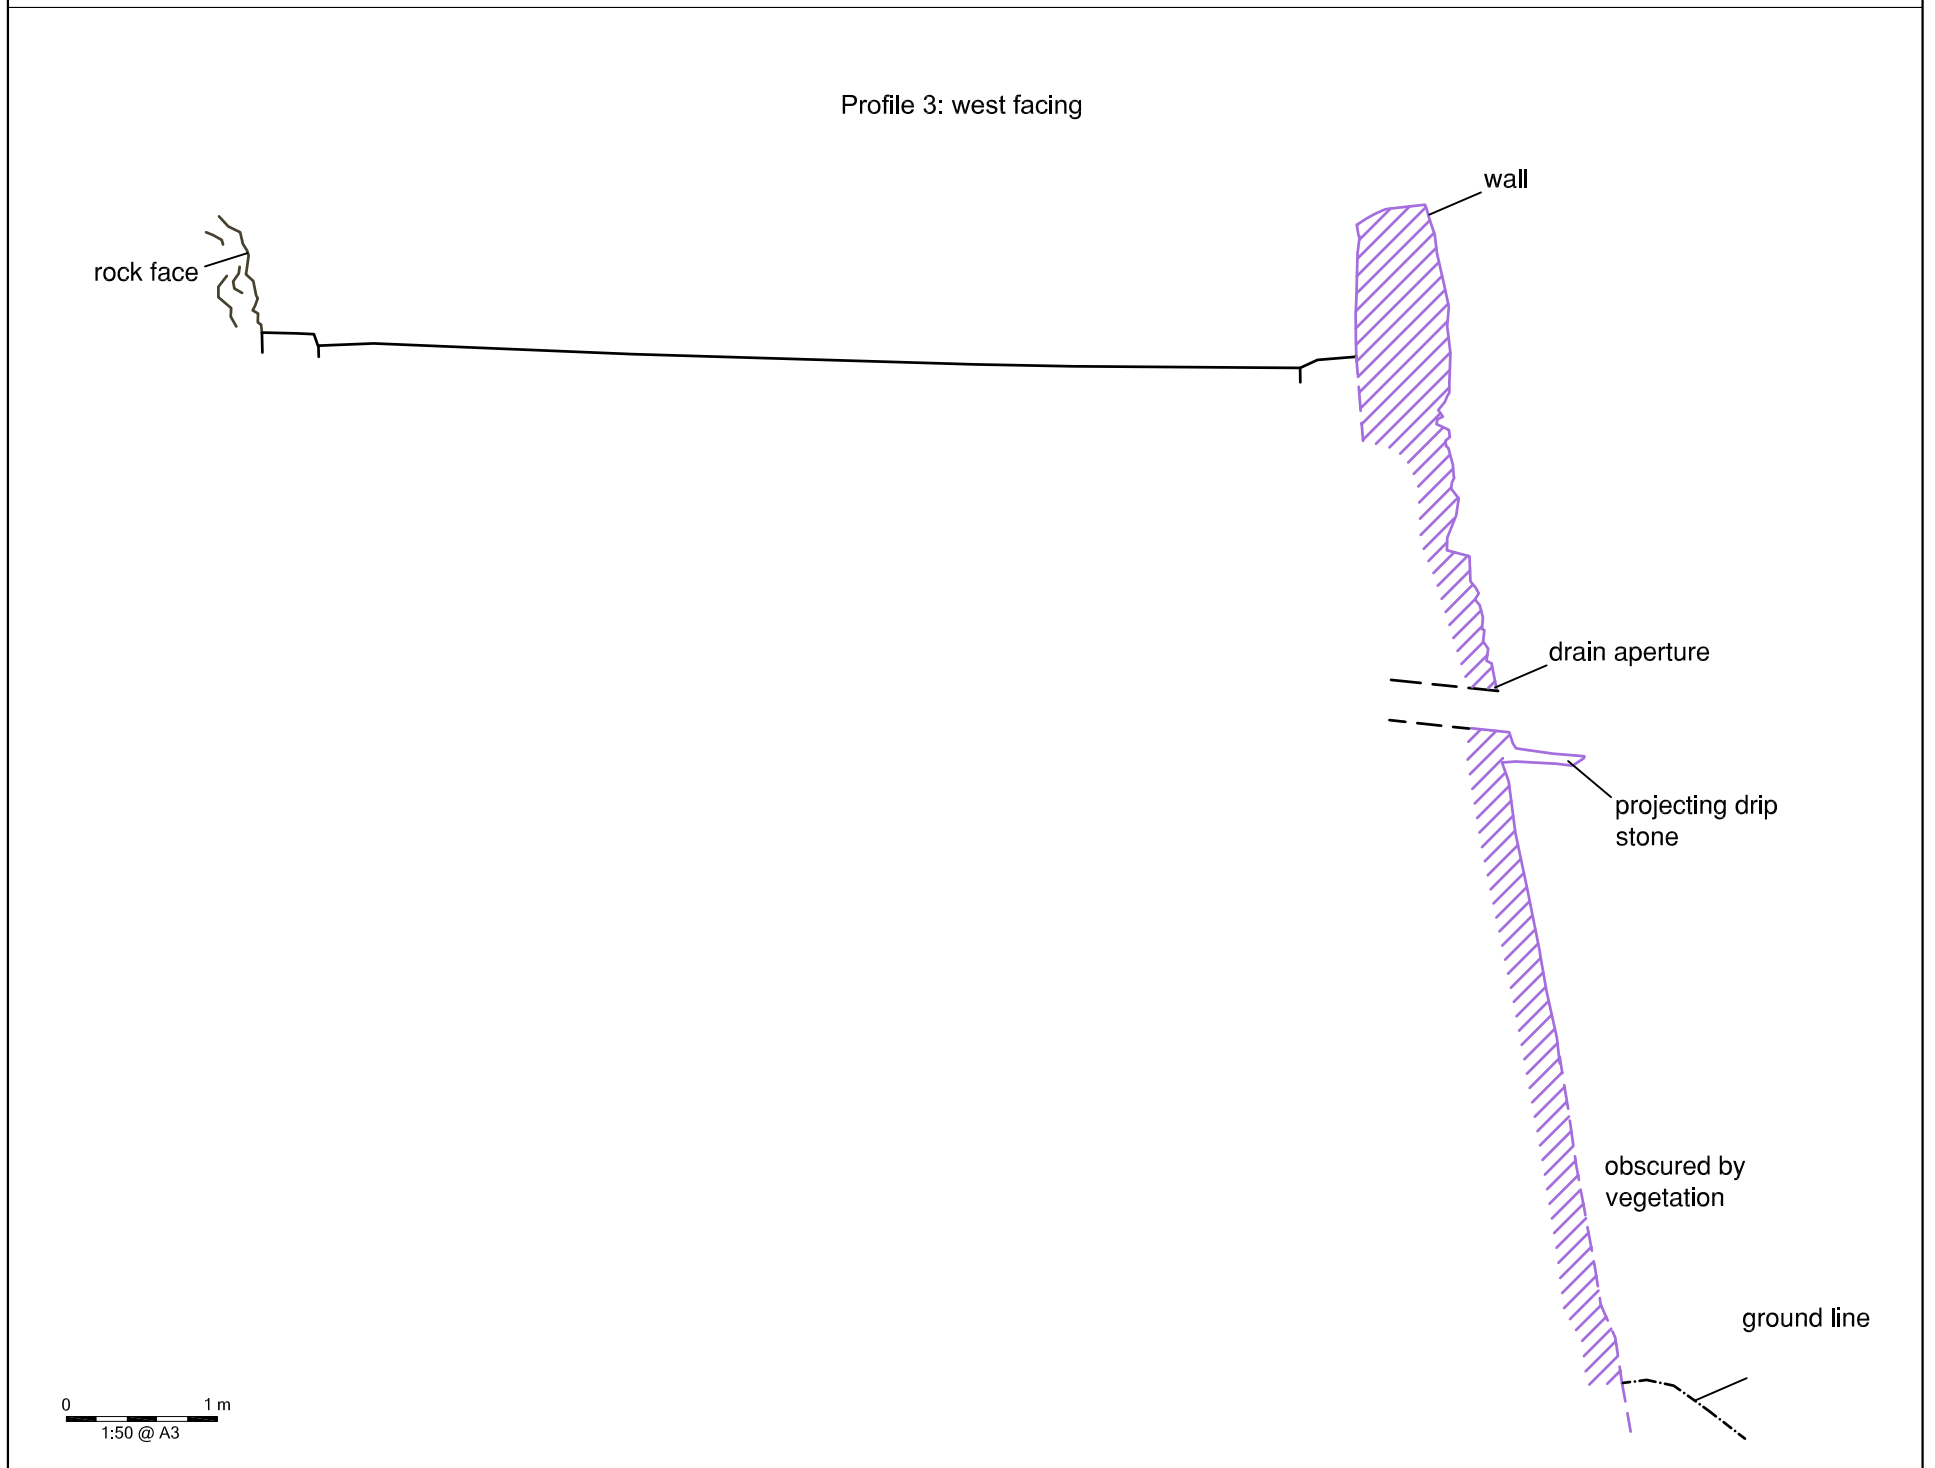 Profile 3: west facing
wall
rock face
drain aperture
projecting drip
stone
obscured by
vegetation
ground line
0 1 m
1:50 @ A3